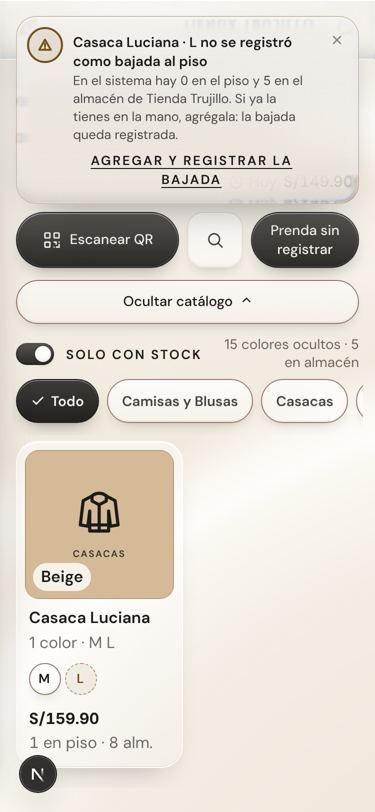 Casaca Luciana · L no se registró
como bajada al piso
En el sistema hay 0 en el piso y 5 en el
almacén de Tienda Trujillo. Si ya la
tienes en la mano, agrégala: la bajada
queda registrada.
AGREGAR Y REGISTRAR LA
BAJADA
Hoy S/149.90
Escanear QR
Prenda sin
registrar
Ocultar catálogo
SOLO CON STOCK
15 colores ocultos · 5
en almacén
Todo
Camisas y Blusas
Casacas
CASACAS
Beige
Casaca Luciana
1 color · M L
M
L
S/159.90
1 en piso · 8 alm.
N